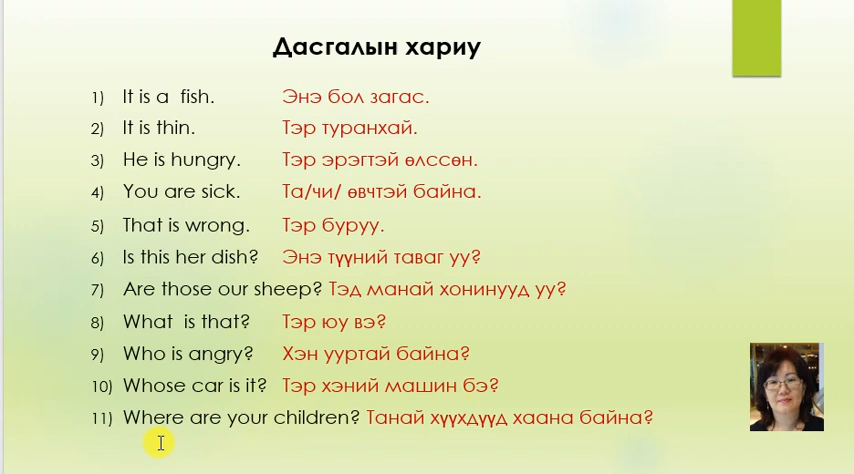 Дасгалын хариу
1) It is a fish. Энэ бол загас.
2) It is thin. Тэр туранхай.
3) He is hungry. Тэр эрэгтэй өлссөн.
4) You are sick. Та/чи/ өвчтэй байна.
5) That is wrong. Тэр буруу.
6) Is this her dish? Энэ түүний таваг уу?
7) Are those our sheep? Тэд манай хонинууд уу?
8) What is that? Тэр юу вэ?
9) Who is angry? Хэн ууртай байна?
10) Whose car is it? Тэр хэний машин бэ?
11) Where are your children? Танай хүүхдүүд хаана байна?